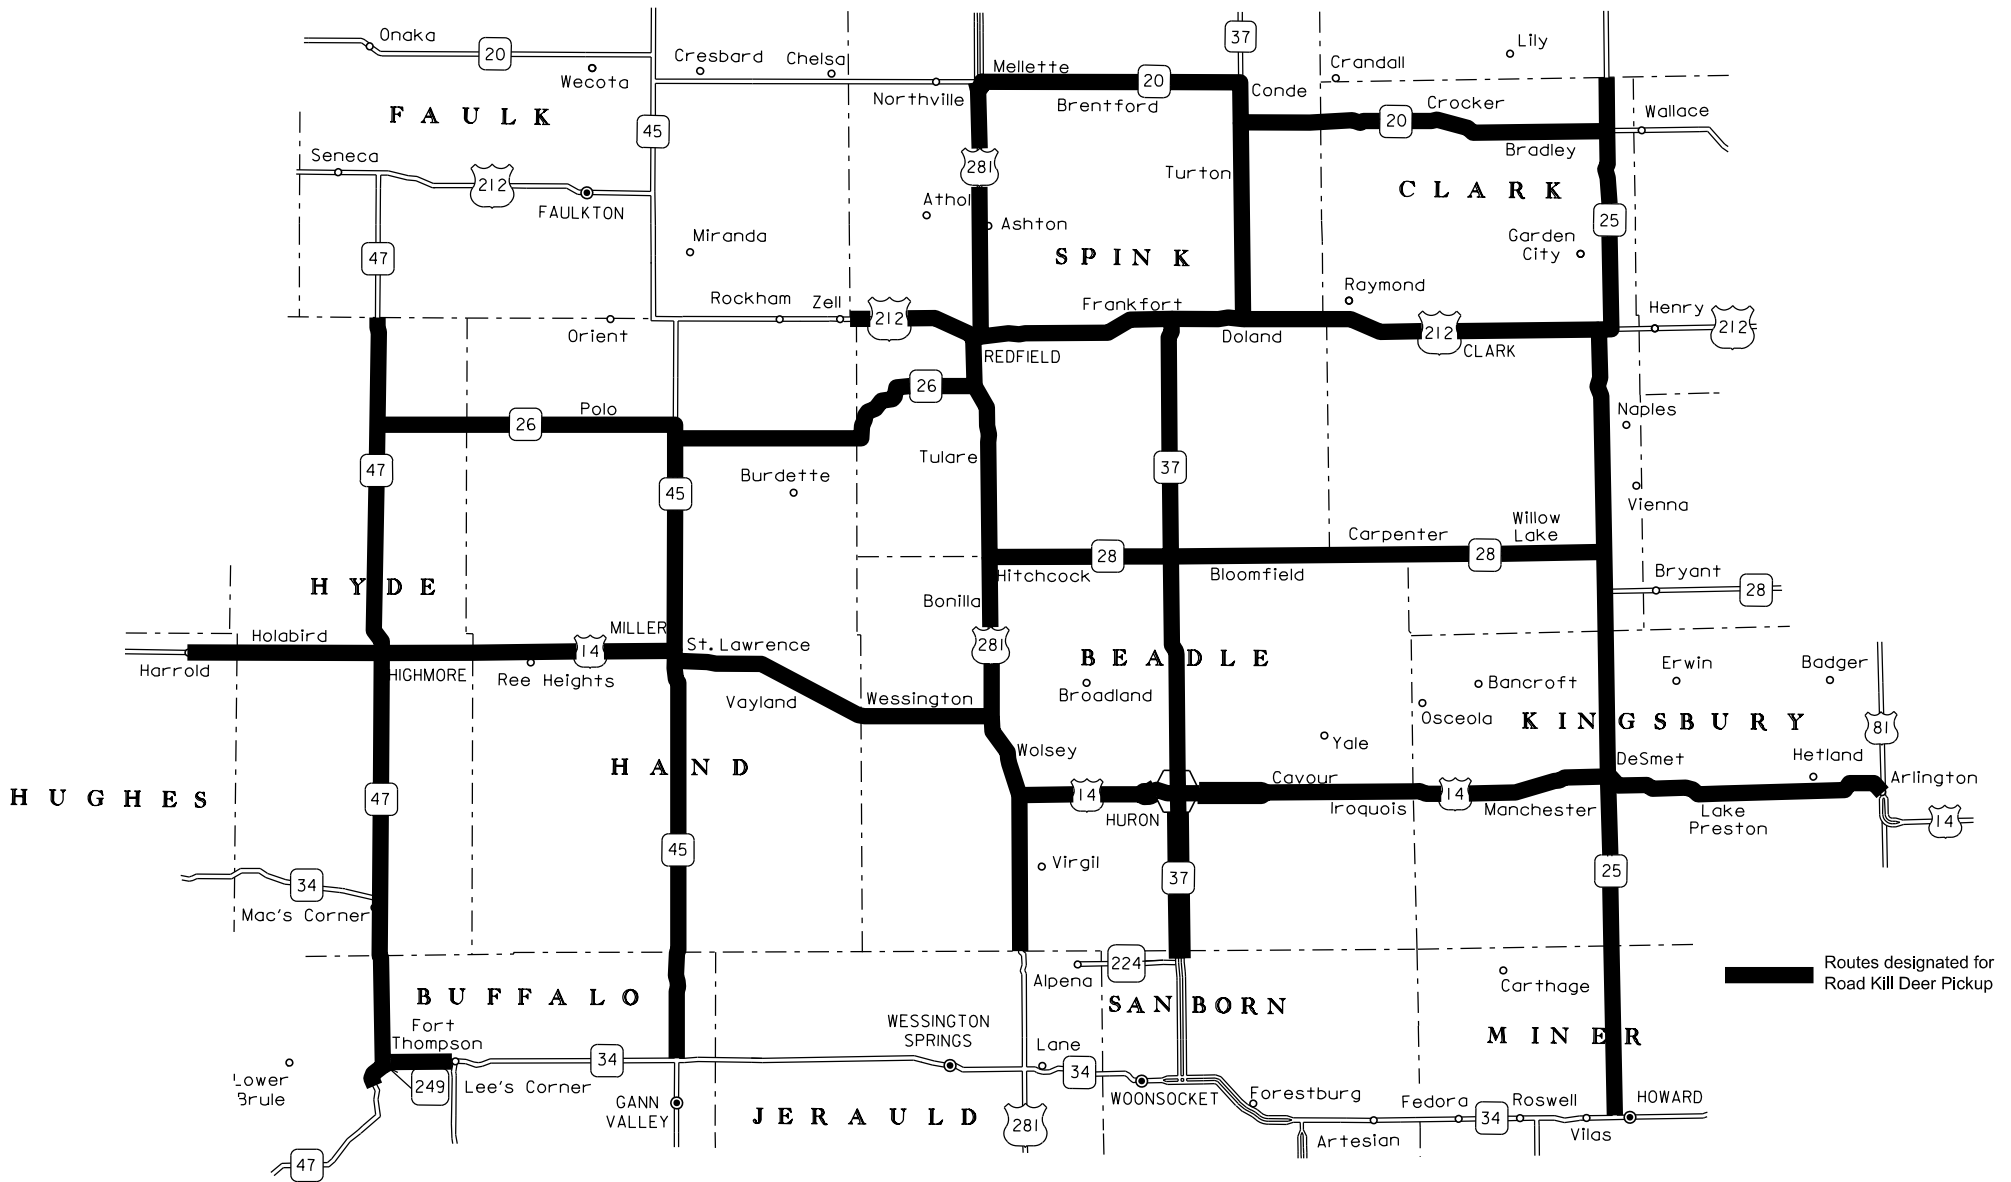 Onaka
20
Wecota
Cresbard
Chelsa
Northville
Mellette
20
Brentford
37
Conde
Crandall
Lily
20
Crocker
Bradley
Wallace
FAULK
45
Seneca
212
FAULKTON
281
Athol
Ashton
Turton
CLARK
25
Garden
City
47
Miranda
SPINK
Rockham
Zell
212
Frankfort
Raymond
Henry
212
Orient
REDFIELD
Doland
212
CLARK
26
Polo
26
Naples
47
45
Burdette
Tulare
37
Vienna
Carpenter
Willow
Lake
28
28
Hitchcock
Bloomfield
Bryant
28
HYDE
Bonilla
Holabird
MILLER
14
St. Lawrence
281
Harrold
HIGHMORE
Ree Heights
BEADLE
Broadland
Bancroft
Erwin
Badger
Vayland
Wessington
Osceola
KINGSBURY
81
Wolsey
Yale
DeSmet
Hetland
HAND
HUGHES
47
14
HURON
Cavour
Iroquois
14
Manchester
Lake
Preston
Arlington
14
45
Virgil
37
25
34
Mac's Corner
Alpena
224
Carthage
Routes designated for
Road Kill Deer Pickup
BUFFALO
SANBORN
MINER
Fort
Thompson
WESSINGTON
SPRINGS
Lane
34
34
Lower
Brule
249
Lee's Corner
GANN
VALLEY
JERAULD
281
WOONSOCKET
Forestburg
Artesian
Fedora
34
Roswell
Vilas
HOWARD
47